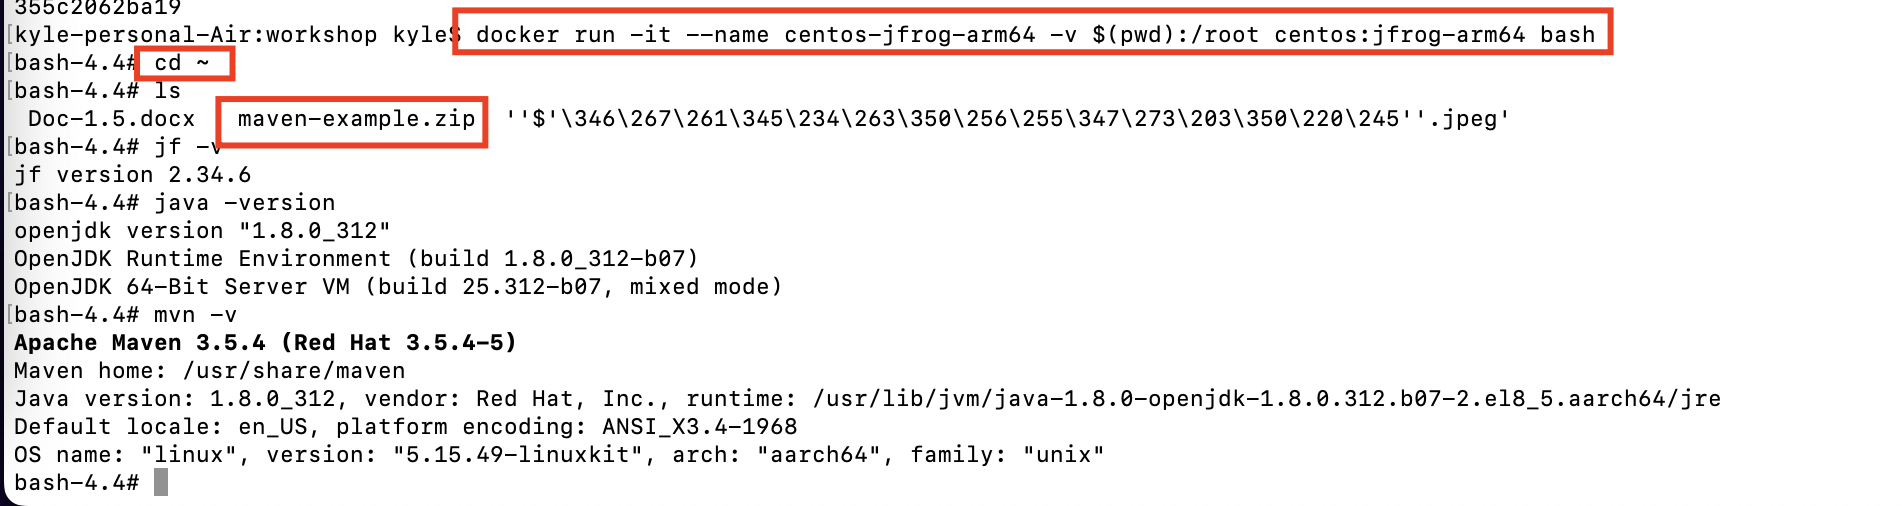 355c2062ba19
[kyle-personal-Air:workshop kyle$ docker run -it --name centos-jfrog-arm64 -v $(pwd):/root centos:jfrog-arm64 bash
[bash-4.4# cd ~
[bash-4.4# ls
Doc-1.5.docx maven-example.zip ''$'\346\267\261\345\234\263\350\256\255\347\273\203\350\220\245''.jpeg'
[bash-4.4# jf -v
jf version 2.34.6
[bash-4.4# java -version
openjdk version "1.8.0_312"
OpenJDK Runtime Environment (build 1.8.0_312-b07)
OpenJDK 64-Bit Server VM (build 25.312-b07, mixed mode)
[bash-4.4# mvn -v
Apache Maven 3.5.4 (Red Hat 3.5.4-5)
Maven home: /usr/share/maven
Java version: 1.8.0_312, vendor: Red Hat, Inc., runtime: /usr/lib/jvm/java-1.8.0-openjdk-1.8.0.312.b07-2.el8_5.aarch64/jre
Default locale: en_US, platform encoding: ANSI_X3.4-1968
OS name: "linux", version: "5.15.49-linuxkit", arch: "aarch64", family: "unix"
bash-4.4#